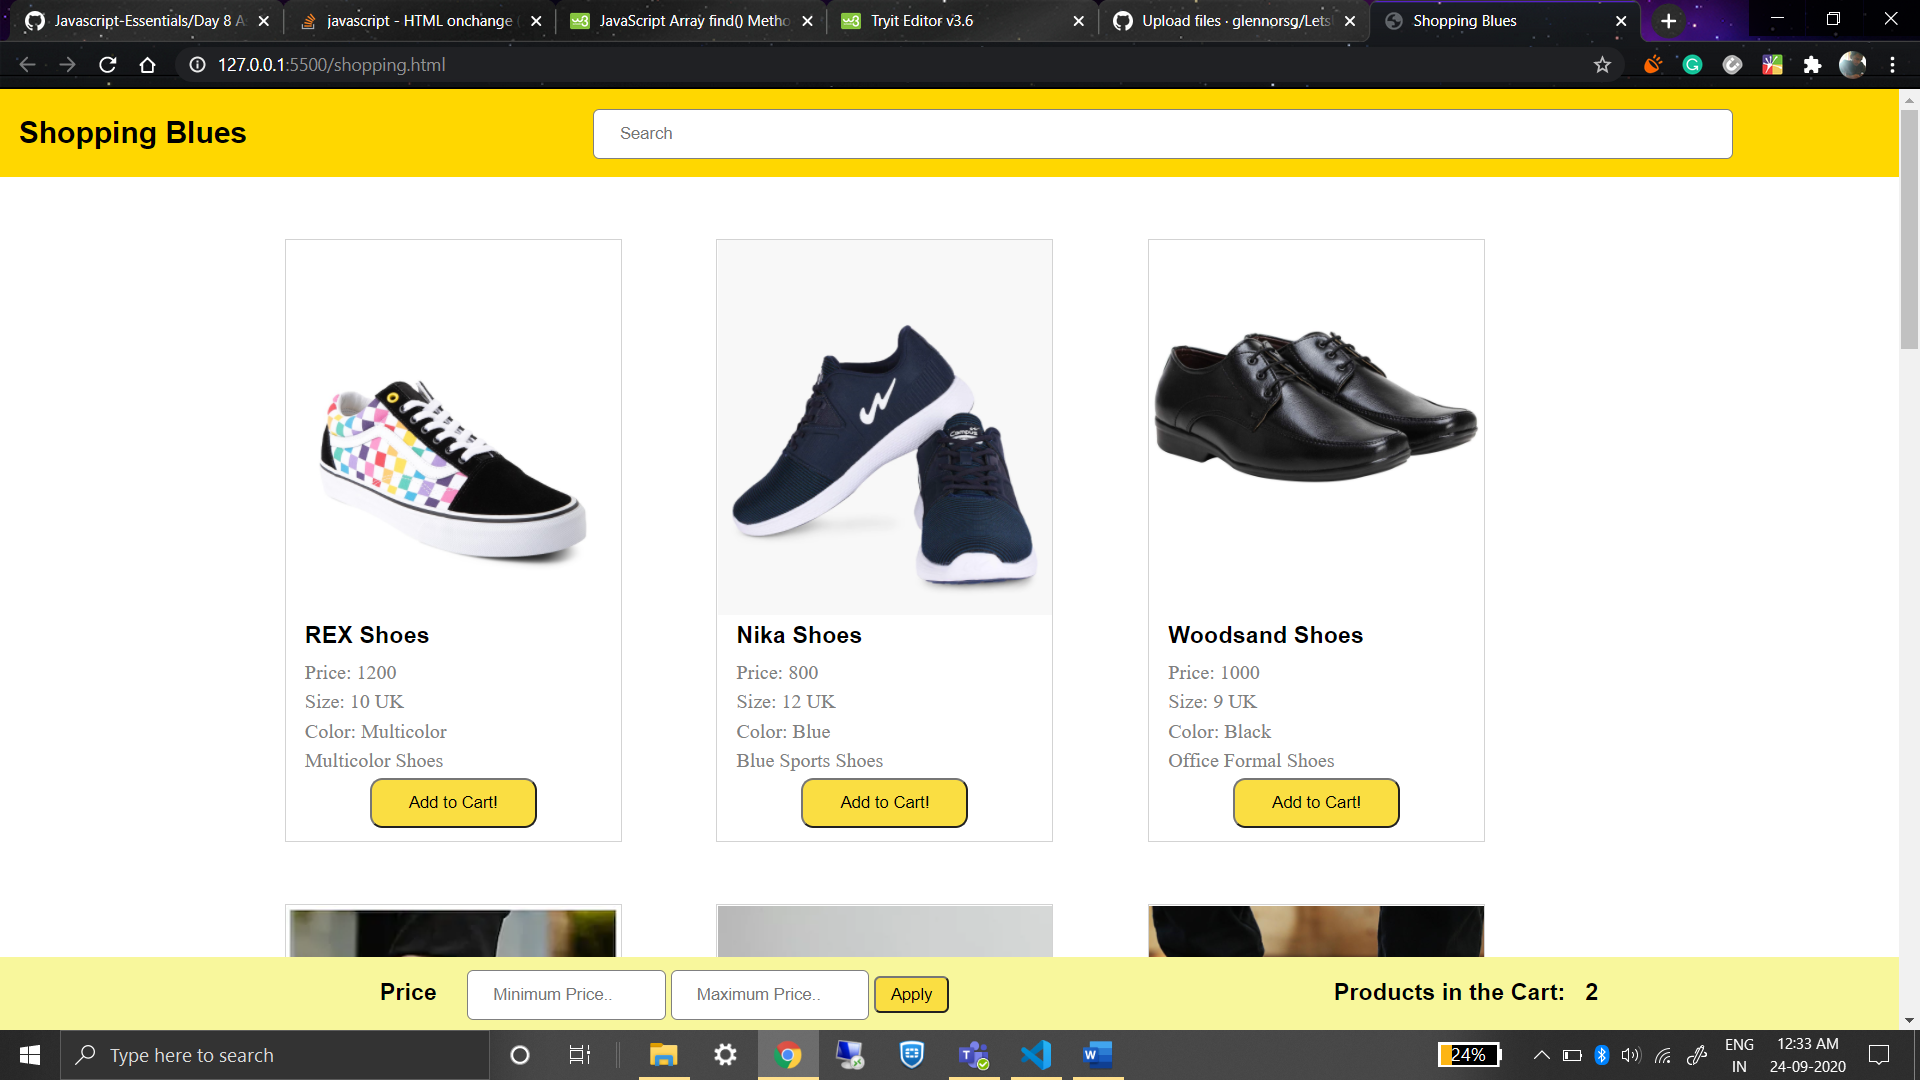 Javascript-Essentials/Day 8 A
javascript - HTML onchange (
JavaScript Array find() Metho
Tryit Editor v3.6
Upload files · glennorsg/Lets
Shopping Blues
127.0.0.1:5500/shopping.html
Shopping Blues
Search
Campus
REX Shoes
Price: 1200
Size: 10 UK
Color: Multicolor
Multicolor Shoes
Add to Cart!
Nika Shoes
Price: 800
Size: 12 UK
Color: Blue
Blue Sports Shoes
Add to Cart!
Woodsand Shoes
Price: 1000
Size: 9 UK
Color: Black
Office Formal Shoes
Add to Cart!
Price
Minimum Price..
Maximum Price..
Apply
Products in the Cart: 2
Type here to search
24%
ENG
IN
12:33 AM
24-09-2020